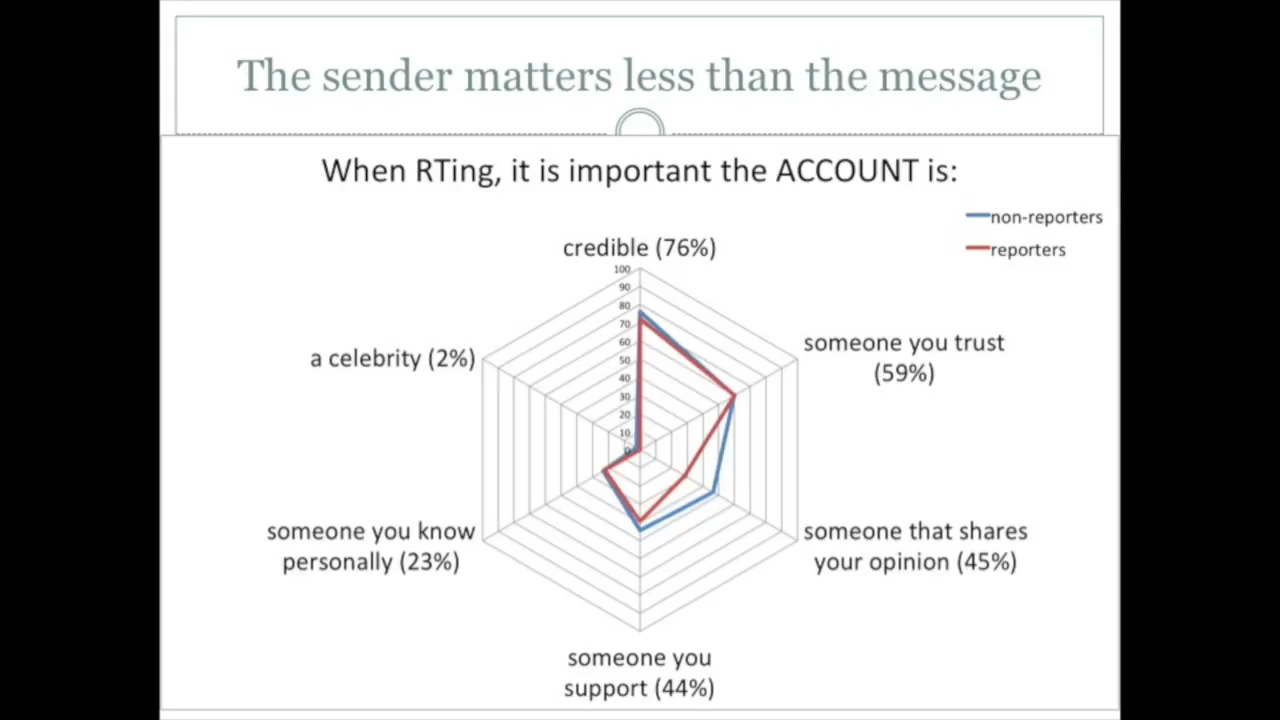 The sender matters less than the message
When RTing, it is important the ACCOUNT is:
non-reporters
reporters
credible (76%)
100
90
80
70
60
50
40
30
20
10
0
someone you trust
(59%)
someone that shares
your opinion (45%)
someone you
support (44%)
someone you know
personally (23%)
a celebrity (2%)